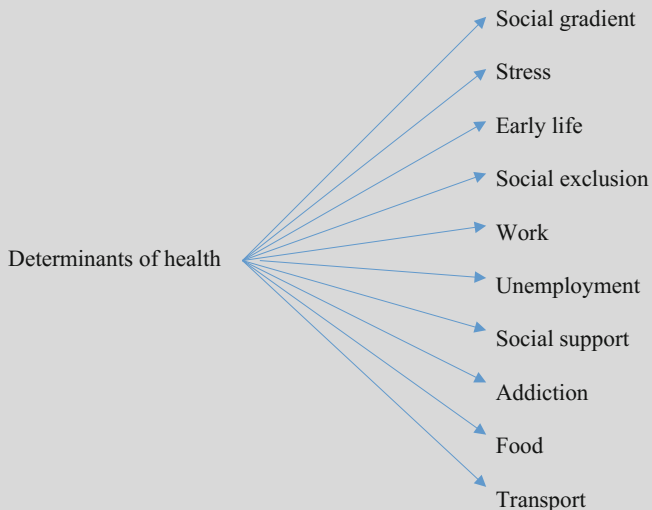 Social gradient
Stress
Early life
Social exclusion
Work
Determinants of health
Unemployment
Social support
Addiction
Food
Transport